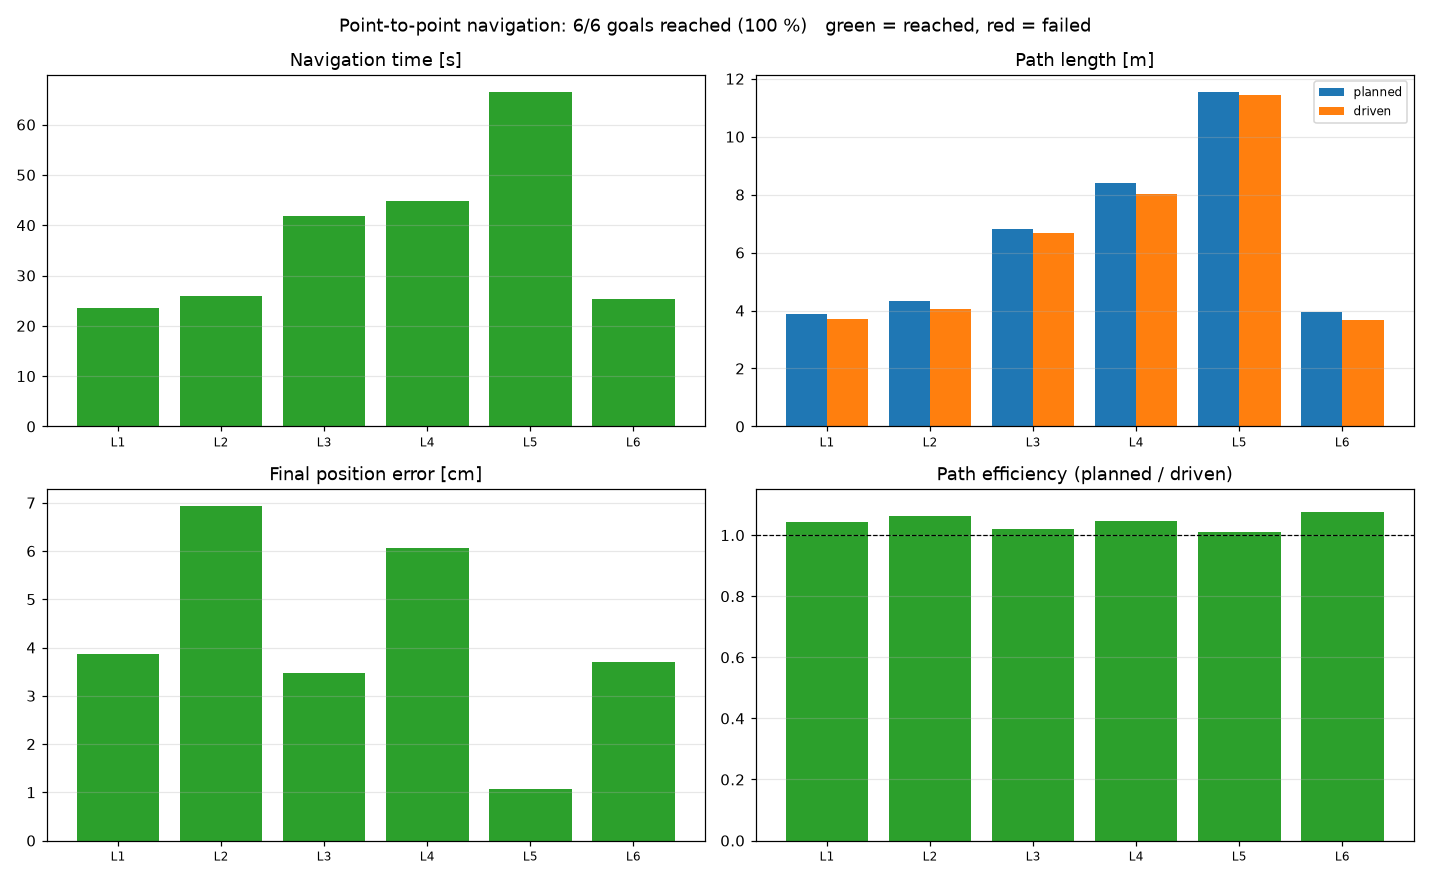 Point-to-point navigation: 6/6 goals reached (100 %)   green = reached, red = failed
Navigation time [s]
60
50
40
30
20
10
0
L1 L2 L3 L4 L5 L6
Path length [m]
planned
driven
12
10
8
6
4
2
0
L1 L2 L3 L4 L5 L6
Final position error [cm]
7
6
5
4
3
2
1
0
L1 L2 L3 L4 L5 L6
Path efficiency (planned / driven)
1.0
0.8
0.6
0.4
0.2
0.0
L1 L2 L3 L4 L5 L6